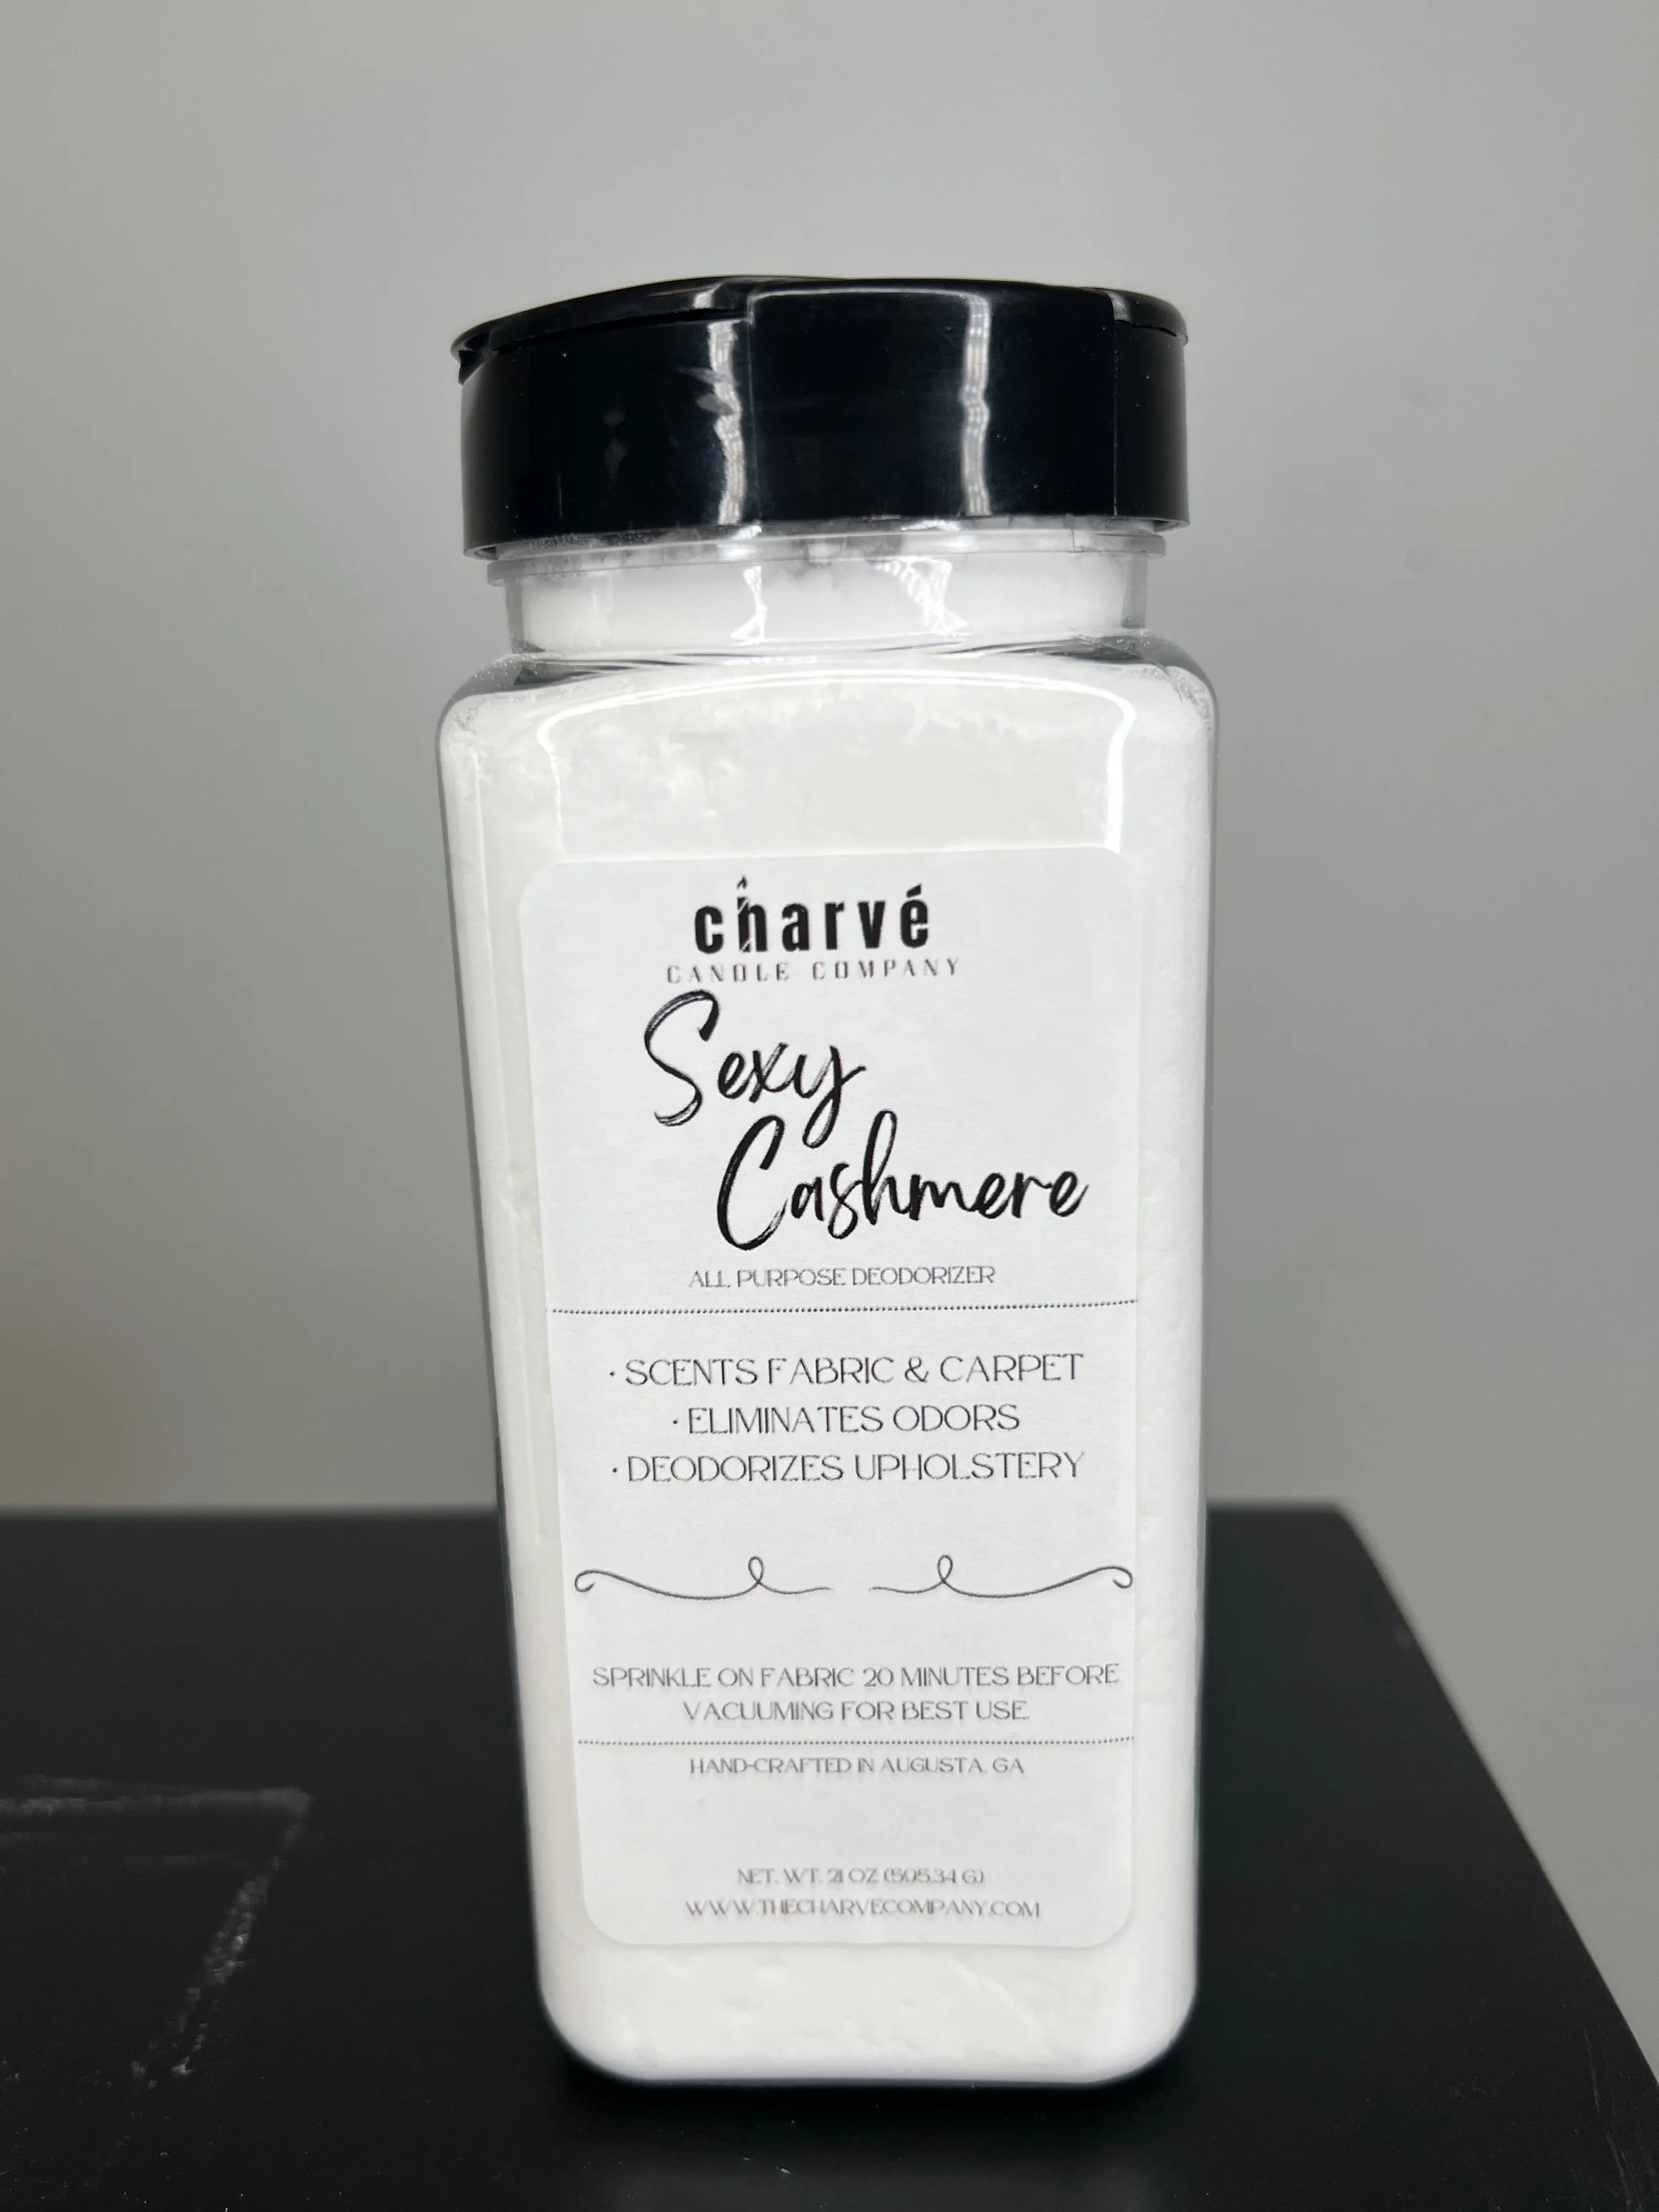 charvé
CANDLE COMPANY
Sexy
Cashmere
ALL PURPOSE DEODORIZER
· SCENTS FABRIC & CARPET
· ELIMINATES ODORS
· DEODORIZES UPHOLSTERY
SPRINKLE ON FABRIC 20 MINUTES BEFORE
VACUUMING FOR BEST USE
HAND-CRAFTED IN AUGUSTA, GA
NET. WT. 21 OZ (595.34 G)
WWW.THECHARVECOMPANY.COM